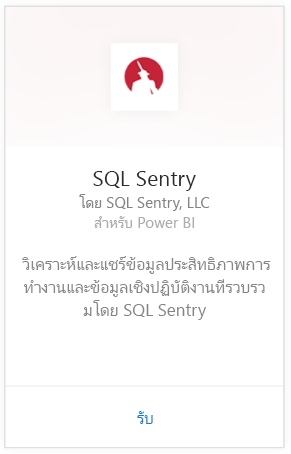 SQL Sentry
โดย SQL Sentry, LLC
สำหรับ Power BI
วิเคราะห์และแชร์ข้อมูลประสิทธิภาพการ
ทำงานและข้อมูลเชิงปฏิบัติงานที่รวบรว
มโดย SQL Sentry
รับ